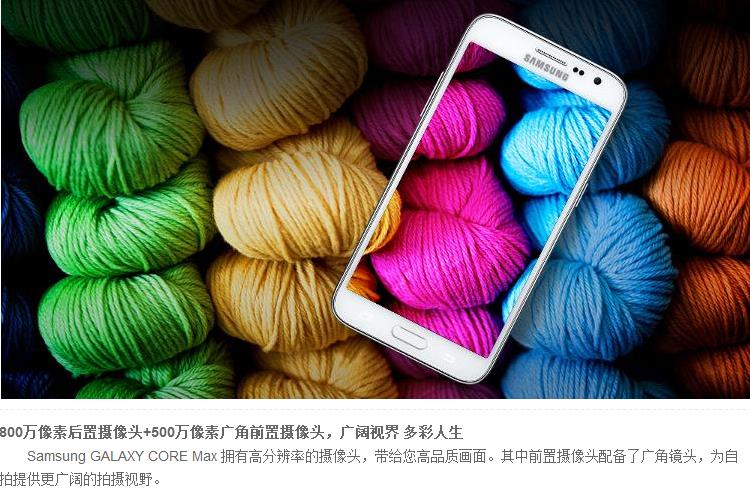 SAMSUNG
800万像素后置摄像头+500万像素广角前置摄像头，广阔视界 多彩人生
Samsung GALAXY CORE Max 拥有高分辨率的摄像头，带给您高品质画面。其中前置摄像头配备了广角镜头，为自
拍提供更广阔的拍摄视野。